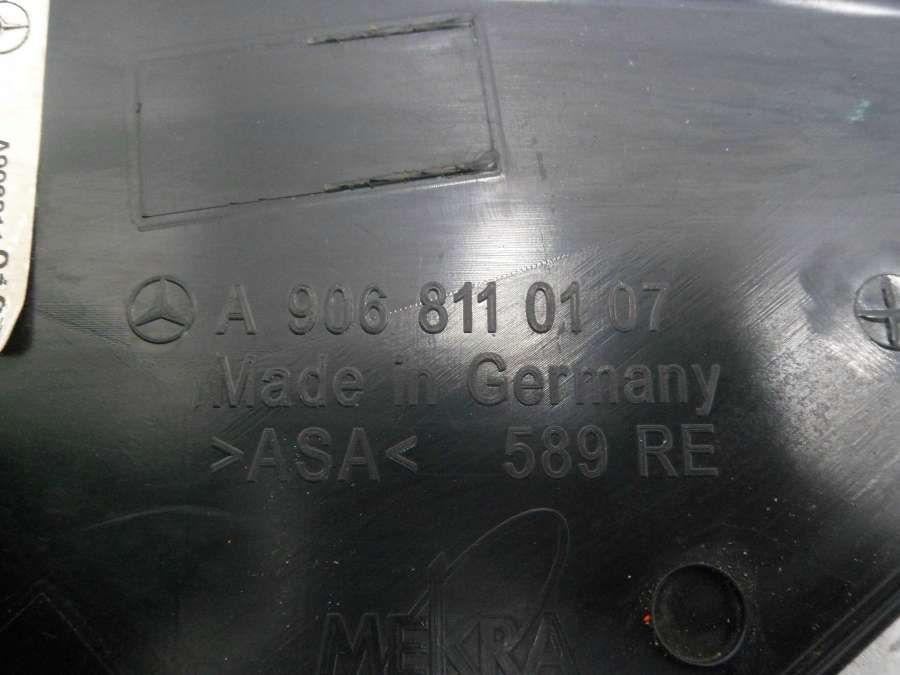 A 906 811 01 07
Made in Germany
>ASA< 589 RE
MEKRA